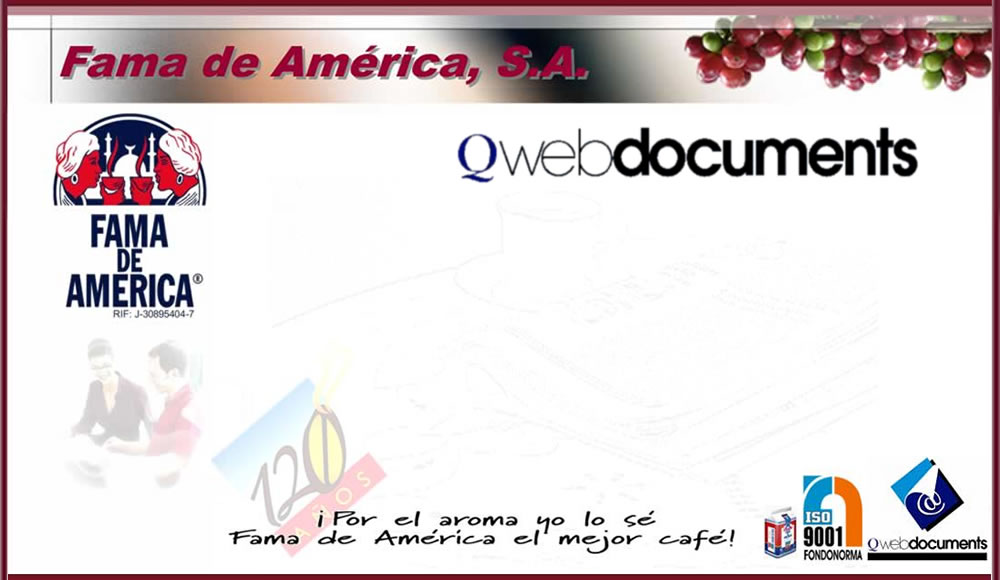 Fama de América, S.A.
Qwebdocuments
FAMA
DE
AMERICA®
RIF: J-30895404-7
120
AÑOS
¡Por el aroma yo lo sé
Fama de América el mejor café!
ISO
9001
FONDONORMA
@
Qwebdocuments